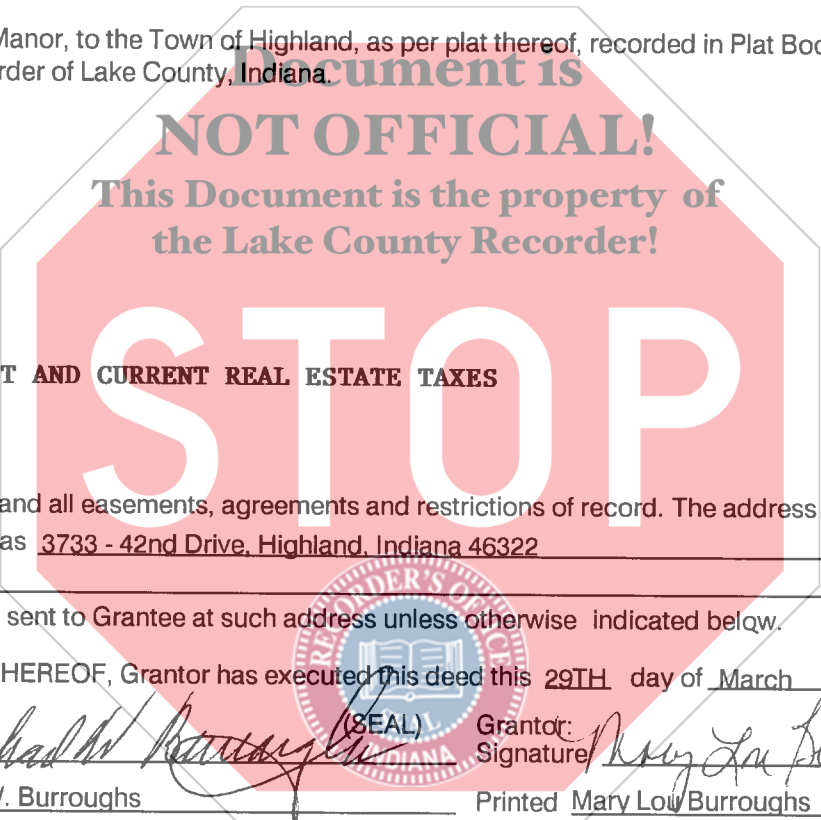 Manor, to the Town of Highland, as per plat thereof, recorded in Plat Boo
rder of Lake County, Indiana.
Document is
NOT OFFICIAL!
This Document is the property of
the Lake County Recorder!
STOP
T AND CURRENT REAL ESTATE TAXES
and all easements, agreements and restrictions of record. The address
as 3733 - 42nd Drive, Highland, Indiana 46322
RECORDER'S OFFICE
sent to Grantee at such address unless otherwise indicated below.
HEREOF, Grantor has executed this deed this 29TH day of March
(SEAL) Grantor:
SEAL
INDIANA
Signature Mary Lou
V. Burroughs Printed Mary Lou Burroughs